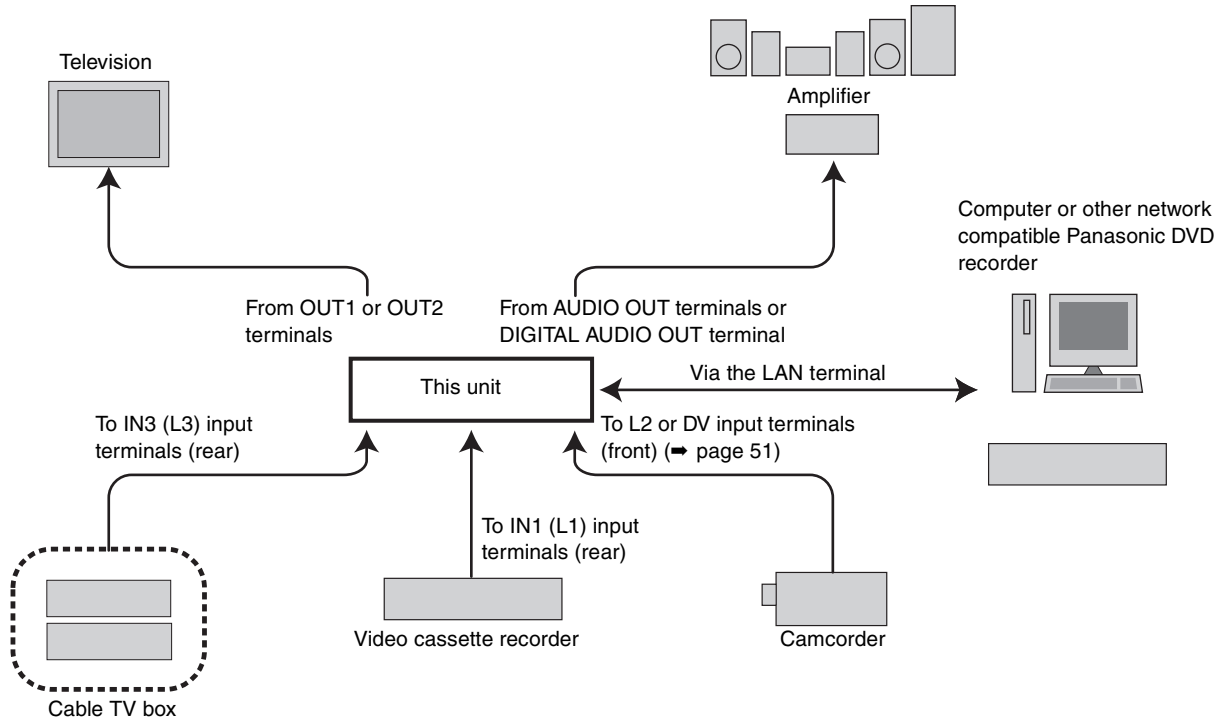 Television
Amplifier
Computer or other network
compatible Panasonic DVD
recorder
From OUT1 or OUT2
terminals
From AUDIO OUT terminals or
DIGITAL AUDIO OUT terminal
This unit
Via the LAN terminal
To IN3 (L3) input
terminals (rear)
To L2 or DV input terminals
(front) (➡ page 51)
To IN1 (L1) input
terminals (rear)
Video cassette recorder
Camcorder
Cable TV box